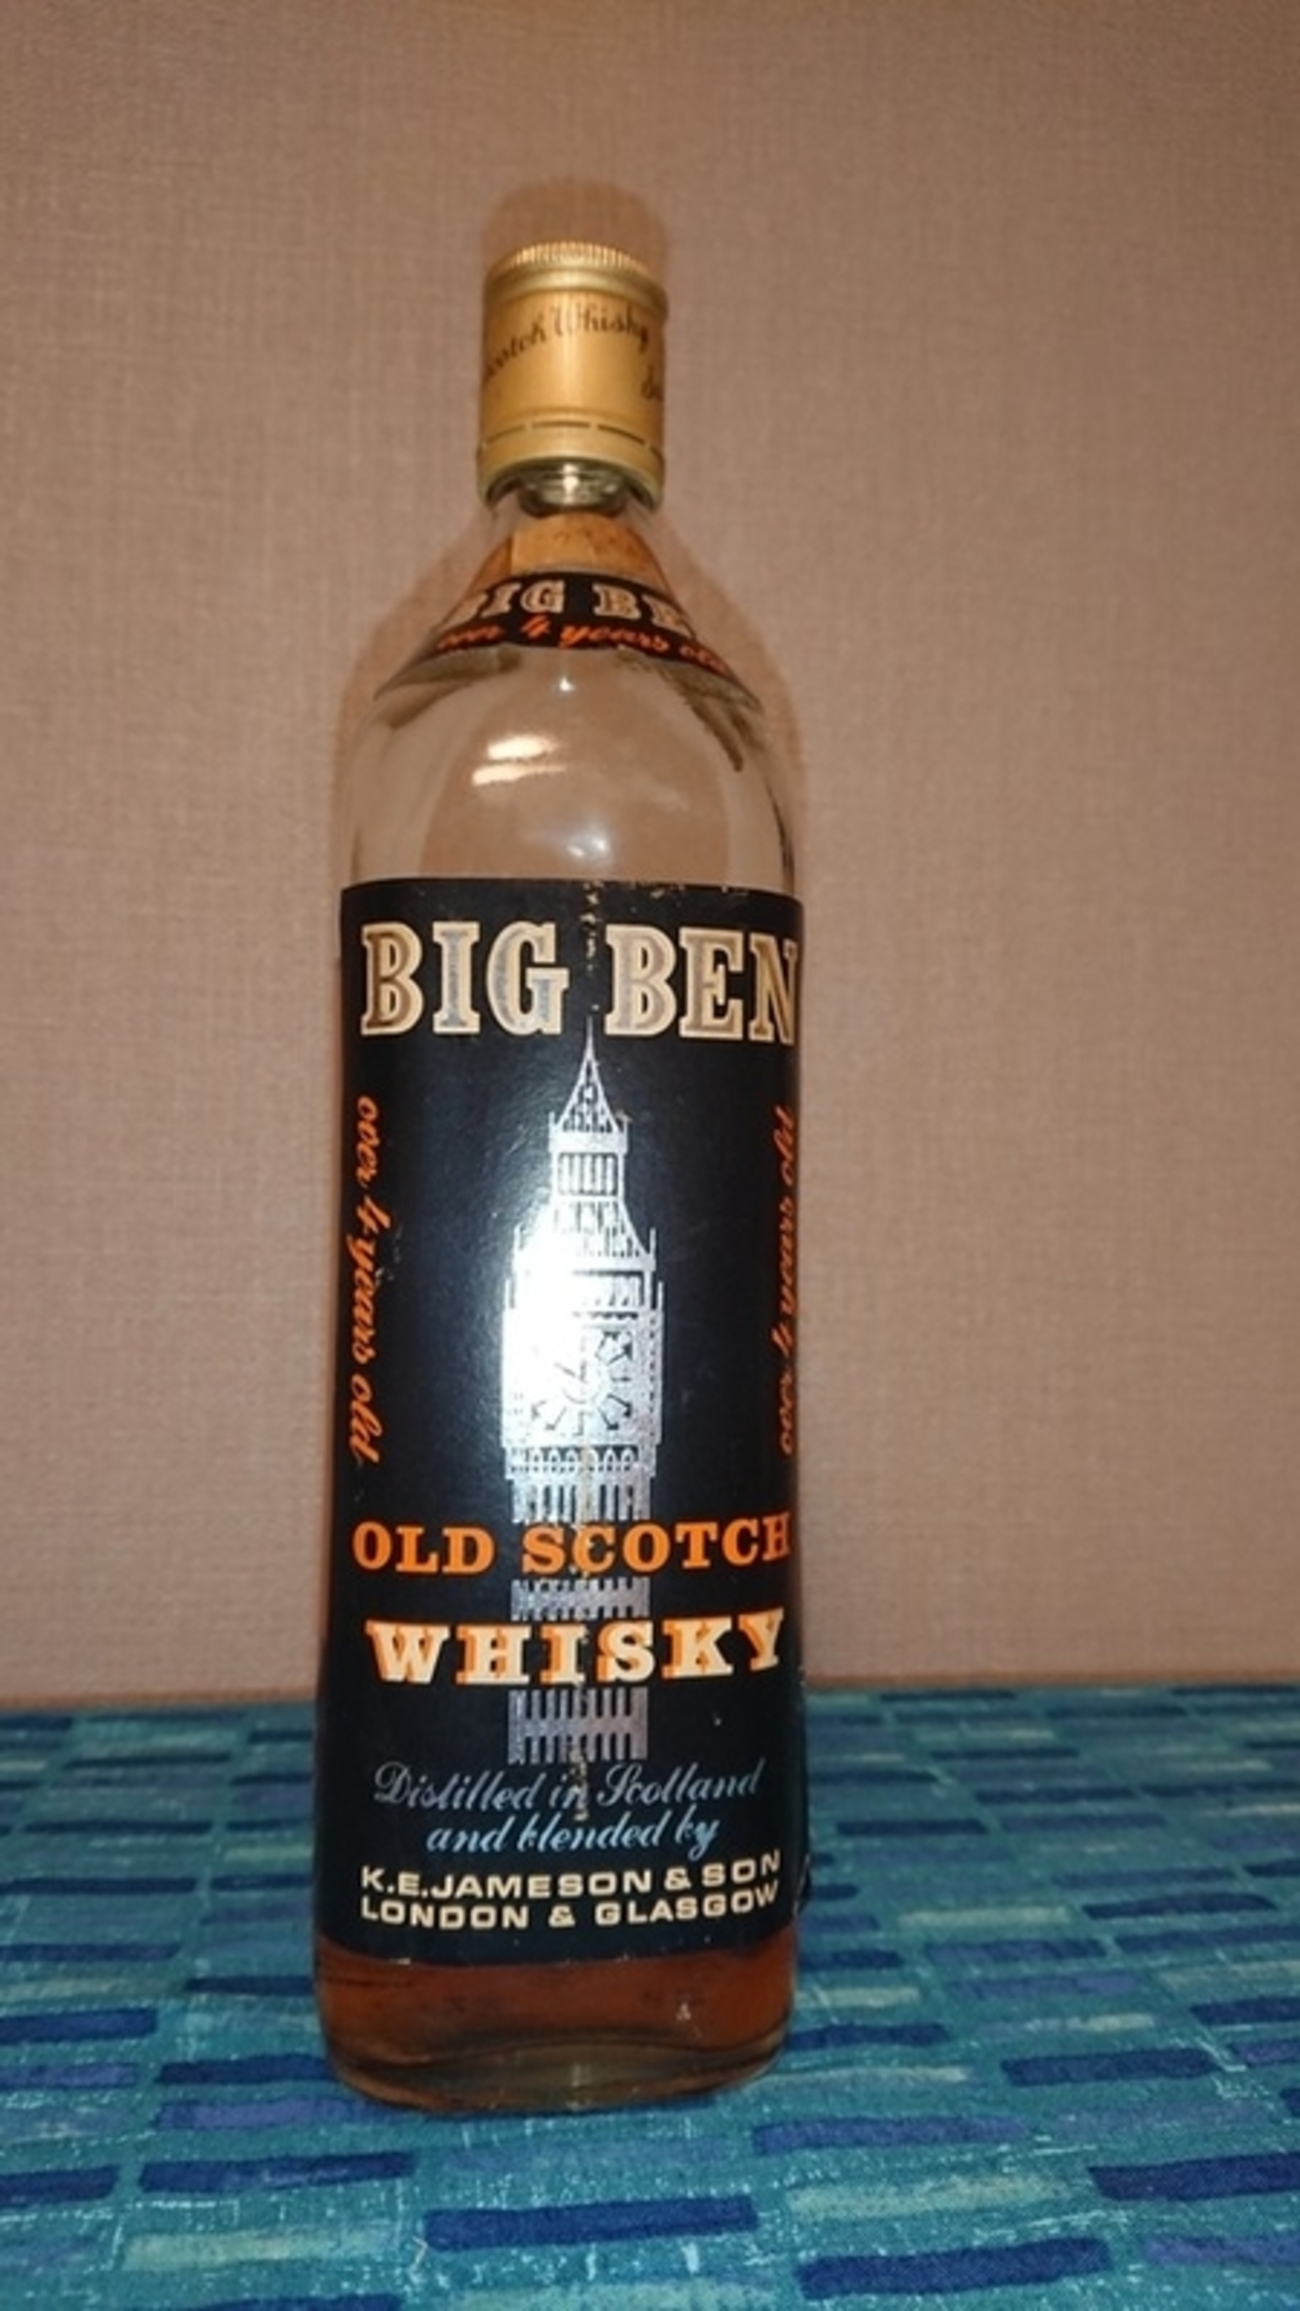 Scotch Whisky
BIG BE
over 4 years old
BIG BEN
over 4 years old
over 4 years old
OLD SCOTCH
WHISKY
Distilled in Scotland
and blended by
K.E.JAMESON & SON
LONDON & GLASGOW